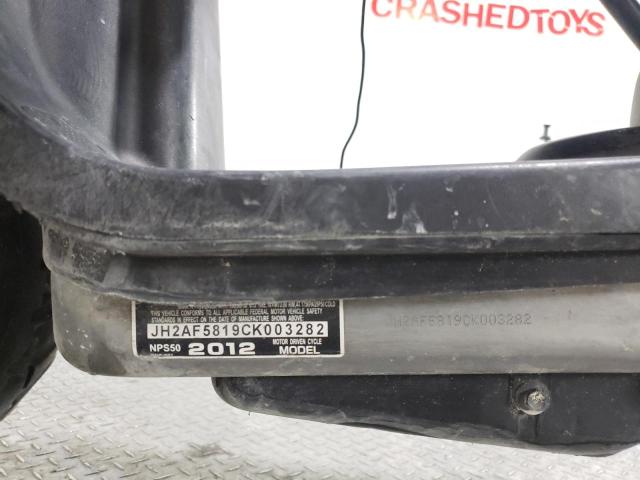 CRASHEDTOYS
THIS VEHICLE CONFORMS TO ALL APPLICABLE FEDERAL MOTOR VEHICLE SAFETY
STANDARDS IN EFFECT ON THE DATE OF MANUFACTURE SHOWN ABOVE:
JH2AF5819CK003282
NPS50 2012 MOTOR DRIVEN CYCLE MODEL
JH2AF5819CK003282